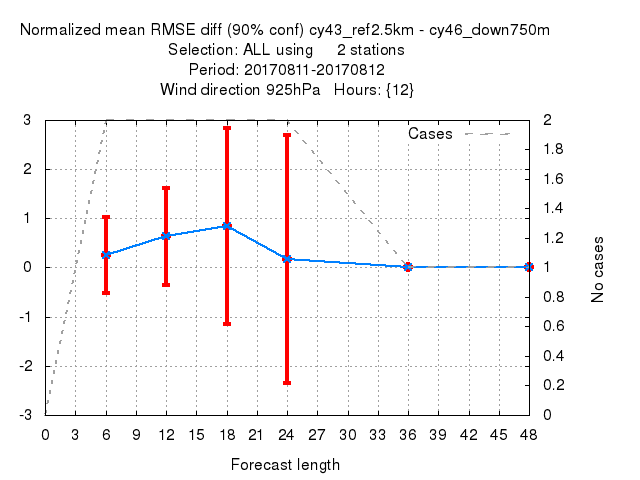 Normalized mean RMSE diff (90% conf) cy43_ref2.5km - cy46_down750m
Selection: ALL using 2 stations
Period: 20170811-20170812
Wind direction 925hPa Hours: {12}
Cases
3
2
1
0
-1
-2
-3
2
1.8
1.6
1.4
1.2
1
0.8
0.6
0.4
0.2
0
No cases
0 3 6 9 12 15 18 21 24 27 30 33 36 39 42 45 48
Forecast length